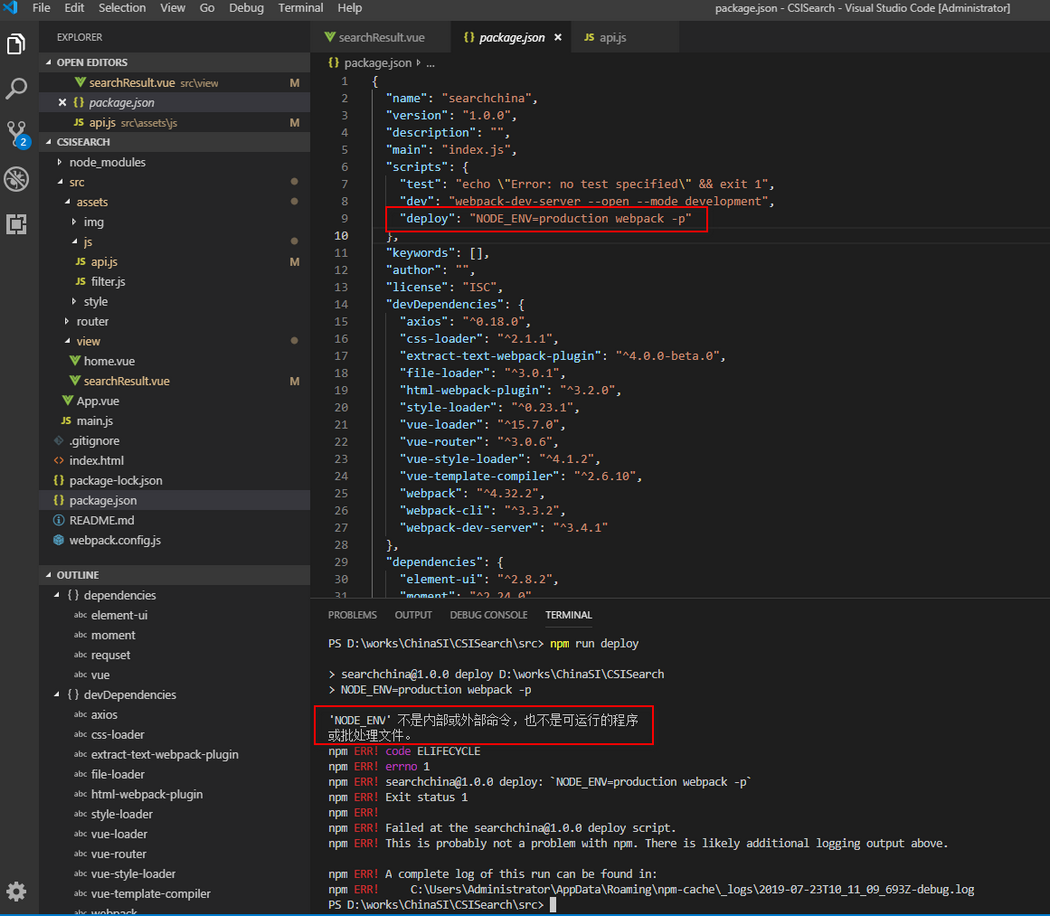 File Edit Selection View Go Debug Terminal Help
package.json - CSISearch - Visual Studio Code [Administrator]
EXPLORER
OPEN EDITORS
searchResult.vue src\view M
package.json
api.js src\assets\js M
2
CSISEARCH
node_modules
src
assets
img
js
JS api.js M
JS filter.js
style
router
view
home.vue
searchResult.vue M
App.vue
JS main.js
.gitignore
index.html
package-lock.json
package.json
README.md
webpack.config.js
OUTLINE
{ } dependencies
abc element-ui
abc moment
abc requset
abc vue
{ } devDependencies
abc axios
abc css-loader
abc extract-text-webpack-plugin
abc file-loader
abc html-webpack-plugin
abc style-loader
abc vue-loader
abc vue-router
abc vue-style-loader
abc vue-template-compiler
abc webpack
searchResult.vue {} package.json JS api.js
{} package.json ...
1 {
2 "name": "searchchina",
3 "version": "1.0.0",
4 "description": "",
5 "main": "index.js",
6 "scripts": {
7 "test": "echo \"Error: no test specified\" && exit 1",
8 "dev": "webpack-dev-server --open --mode development",
9 "deploy": "NODE_ENV=production webpack -p"
10 },
11 "keywords": [],
12 "author": "",
13 "license": "ISC",
14 "devDependencies": {
15 "axios": "^0.18.0",
16 "css-loader": "^2.1.1",
17 "extract-text-webpack-plugin": "^4.0.0-beta.0",
18 "file-loader": "^3.0.1",
19 "html-webpack-plugin": "^3.2.0",
20 "style-loader": "^0.23.1",
21 "vue-loader": "^15.7.0",
22 "vue-router": "^3.0.6",
23 "vue-style-loader": "^4.1.2",
24 "vue-template-compiler": "^2.6.10",
25 "webpack": "^4.32.2",
26 "webpack-cli": "^3.3.2",
27 "webpack-dev-server": "^3.4.1"
28 },
29 "dependencies": {
30 "element-ui": "^2.8.2",
31 "moment": "^2.24.0"
PROBLEMS OUTPUT DEBUG CONSOLE TERMINAL
PS D:\works\ChinaSI\CSISearch\src> npm run deploy
> searchchina@1.0.0 deploy D:\works\ChinaSI\CSISearch
> NODE_ENV=production webpack -p
'NODE_ENV' 不是内部或外部命令，也不是可运行的程序
或批处理文件。
npm ERR! code ELIFECYCLE
npm ERR! errno 1
npm ERR! searchchina@1.0.0 deploy: `NODE_ENV=production webpack -p`
npm ERR! Exit status 1
npm ERR!
npm ERR! Failed at the searchchina@1.0.0 deploy script.
npm ERR! This is probably not a problem with npm. There is likely additional logging output above.
npm ERR! A complete log of this run can be found in:
npm ERR! C:\Users\Administrator\AppData\Roaming\npm-cache\_logs\2019-07-23T10_11_09_693Z-debug.log
PS D:\works\ChinaSI\CSISearch\src>